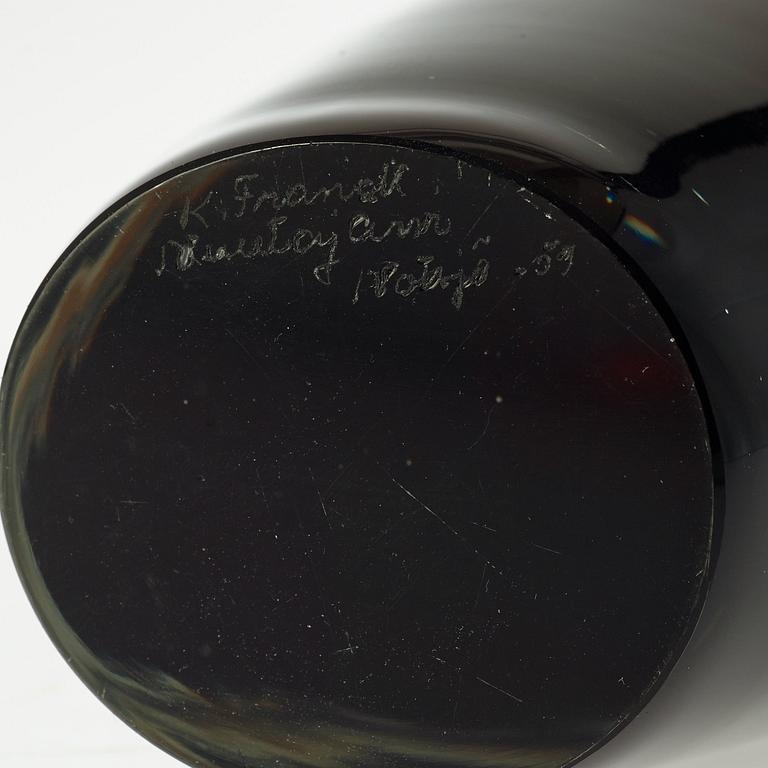 K. Franck
Nuutajärvi
Notsjö -59